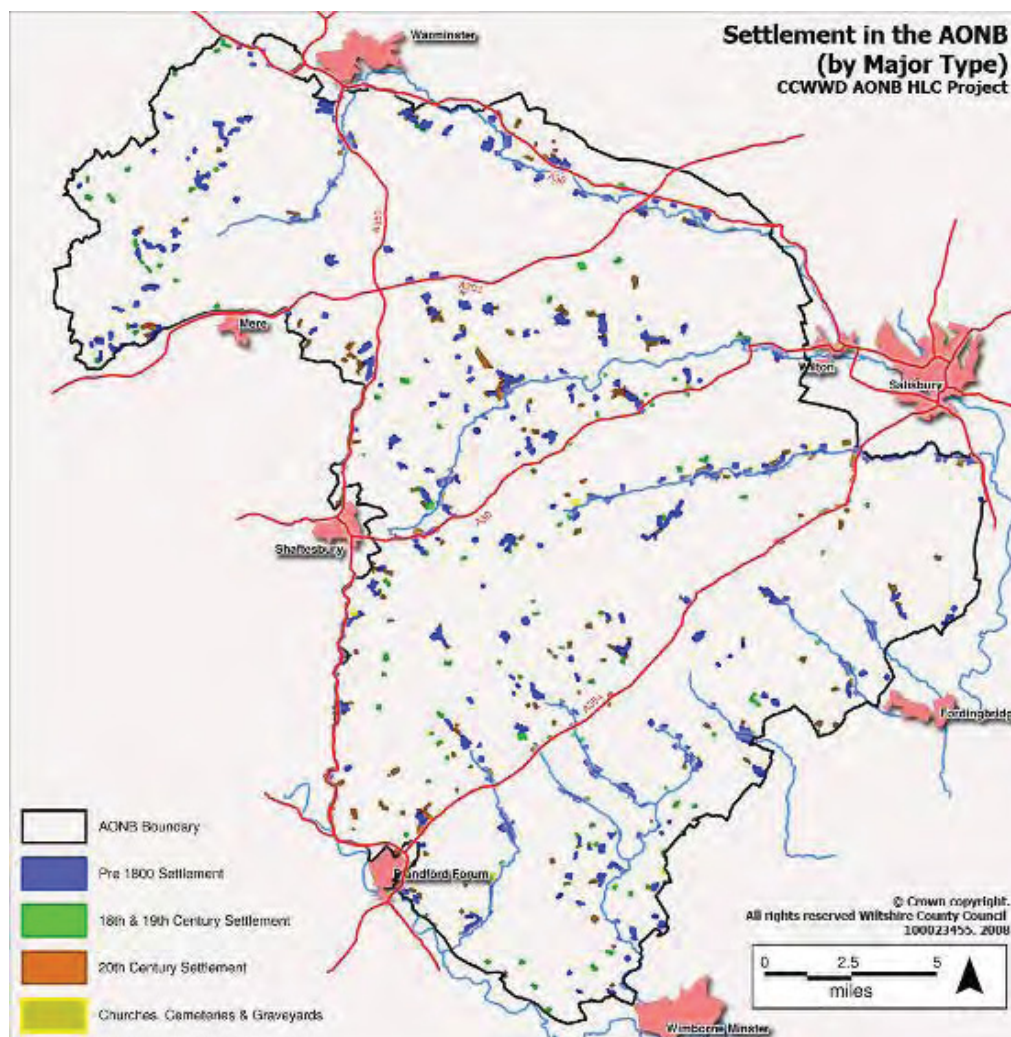 Settlement in the AONB
(by Major Type)
CCWWD AONB HLC Project
Warminster
A36
A350
A303
Mere
Wilton
Salisbury
A30
Shaftesbury
A354
Fordingbridge
Blandford Forum
Wimborne Minster
AONB Boundary
Pre 1800 Settlement
18th & 19th Century Settlement
20th Century Settlement
Churches, Cemeteries & Graveyards
© Crown copyright.
All rights reserved Wiltshire County Council
100023455. 2008
0 2.5 5
miles